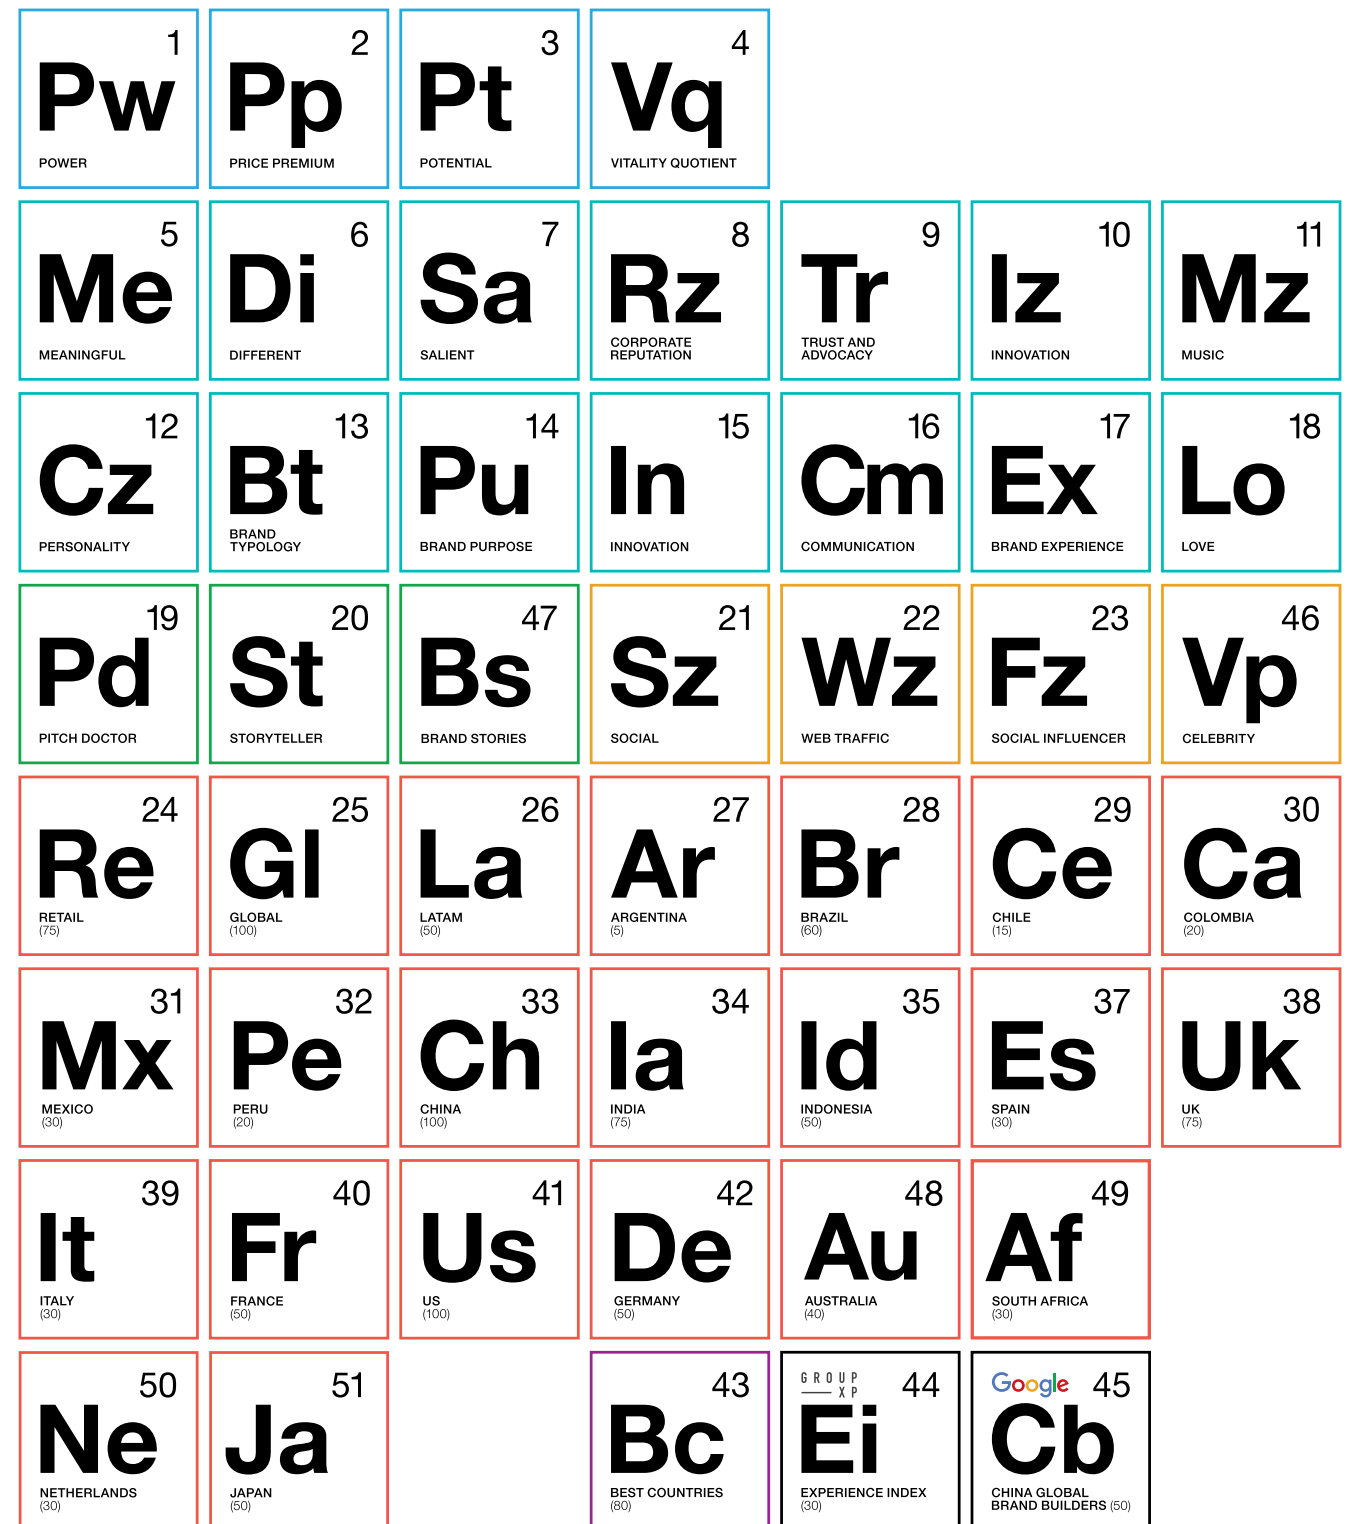 1
Pw
POWER
2
Pp
PRICE PREMIUM
3
Pt
POTENTIAL
4
Vq
VITALITY QUOTIENT
5
Me
MEANINGFUL
6
Di
DIFFERENT
7
Sa
SALIENT
8
Rz
CORPORATE
REPUTATION
9
Tr
TRUST AND
ADVOCACY
10
Iz
INNOVATION
11
Mz
MUSIC
12
Cz
PERSONALITY
13
Bt
BRAND
TYPOLOGY
14
Pu
BRAND PURPOSE
15
In
INNOVATION
16
Cm
COMMUNICATION
17
Ex
BRAND EXPERIENCE
18
Lo
LOVE
19
Pd
PITCH DOCTOR
20
St
STORYTELLER
47
Bs
BRAND STORIES
21
Sz
SOCIAL
22
Wz
WEB TRAFFIC
23
Fz
SOCIAL INFLUENCER
46
Vp
CELEBRITY
24
Re
RETAIL
(75)
25
Gl
GLOBAL
(100)
26
La
LATAM
(50)
27
Ar
ARGENTINA
(5)
28
Br
BRAZIL
(60)
29
Ce
CHILE
(15)
30
Ca
COLOMBIA
(20)
31
Mx
MEXICO
(30)
32
Pe
PERU
(20)
33
Ch
CHINA
(100)
34
Ia
INDIA
(75)
35
Id
INDONESIA
(50)
37
Es
SPAIN
(30)
38
Uk
UK
(75)
39
It
ITALY
(30)
40
Fr
FRANCE
(50)
41
Us
US
(100)
42
De
GERMANY
(50)
48
Au
AUSTRALIA
(40)
49
Af
SOUTH AFRICA
(30)
50
Ne
NETHERLANDS
(30)
51
Ja
JAPAN
(50)
43
Bc
BEST COUNTRIES
(80)
GROUP
XP
44
Ei
EXPERIENCE INDEX
(30)
Google 45
Cb
CHINA GLOBAL
BRAND BUILDERS (50)